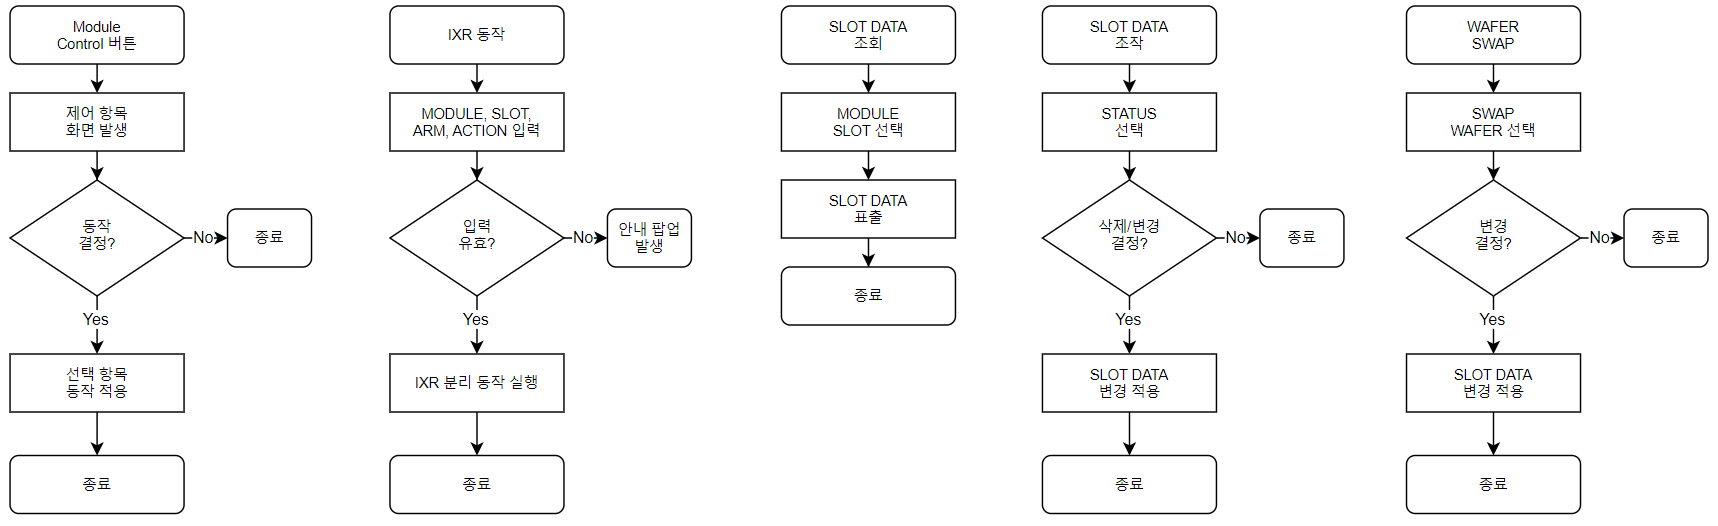 Module
Control 버튼
제어 항목
화면 발생
동작
결정?
No
종료
Yes
선택 항목
동작 적용
종료
IXR 동작
MODULE, SLOT,
ARM, ACTION 입력
입력
유효?
No
안내 팝업
발생
Yes
IXR 분리 동작 실행
종료
SLOT DATA
조회
MODULE
SLOT 선택
SLOT DATA
표출
종료
SLOT DATA
조작
STATUS
선택
삭제/변경
결정?
No
종료
Yes
SLOT DATA
변경 적용
종료
WAFER
SWAP
SWAP
WAFER 선택
변경
결정?
No
종료
Yes
SLOT DATA
변경 적용
종료